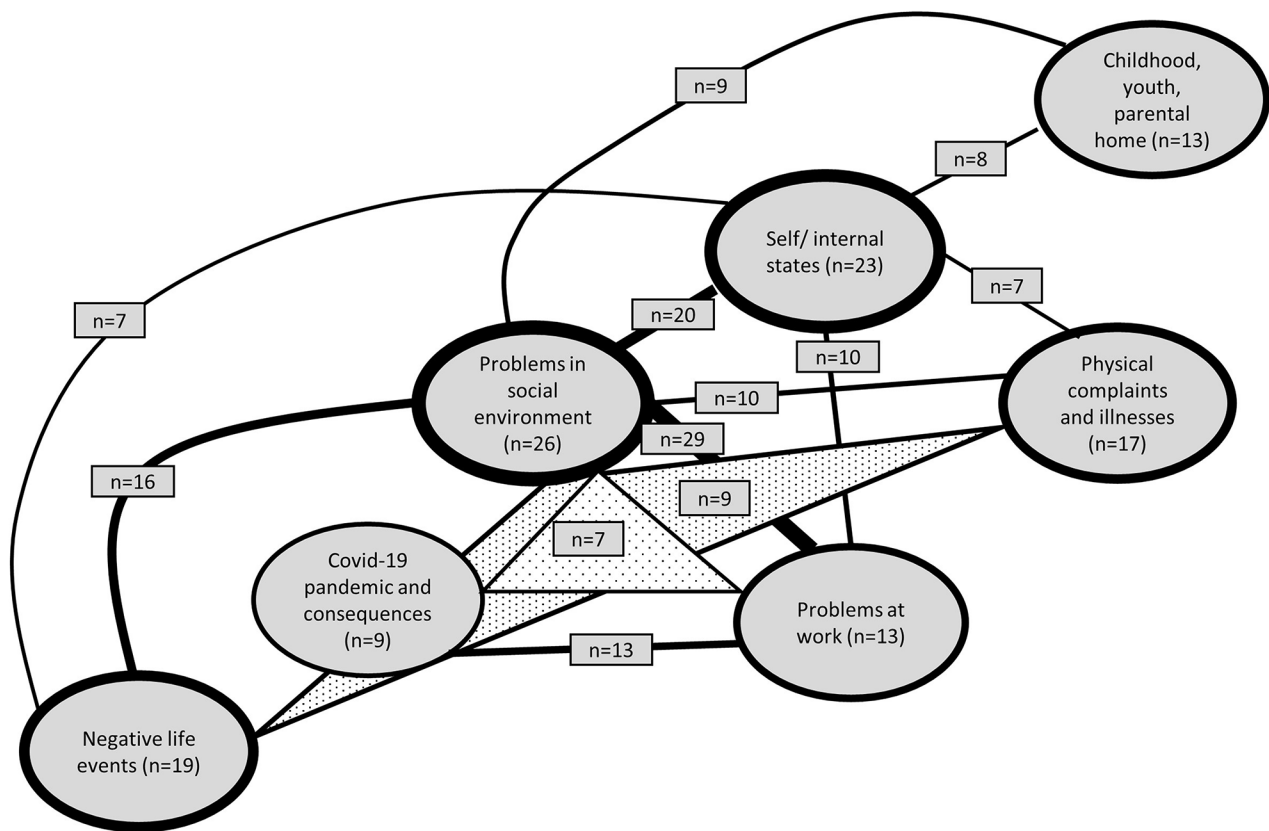 Childhood,
youth,
parental
home (n=13)
n=9
n=8
Self/ internal
states (n=23)
n=7
n=7
n=20
n=10
Problems in
social
environment
(n=26)
Physical
complaints
and illnesses
(n=17)
n=10
n=29
n=16
n=9
n=7
Covid-19
pandemic and
consequences
(n=9)
Problems at
work (n=13)
n=13
Negative life
events (n=19)